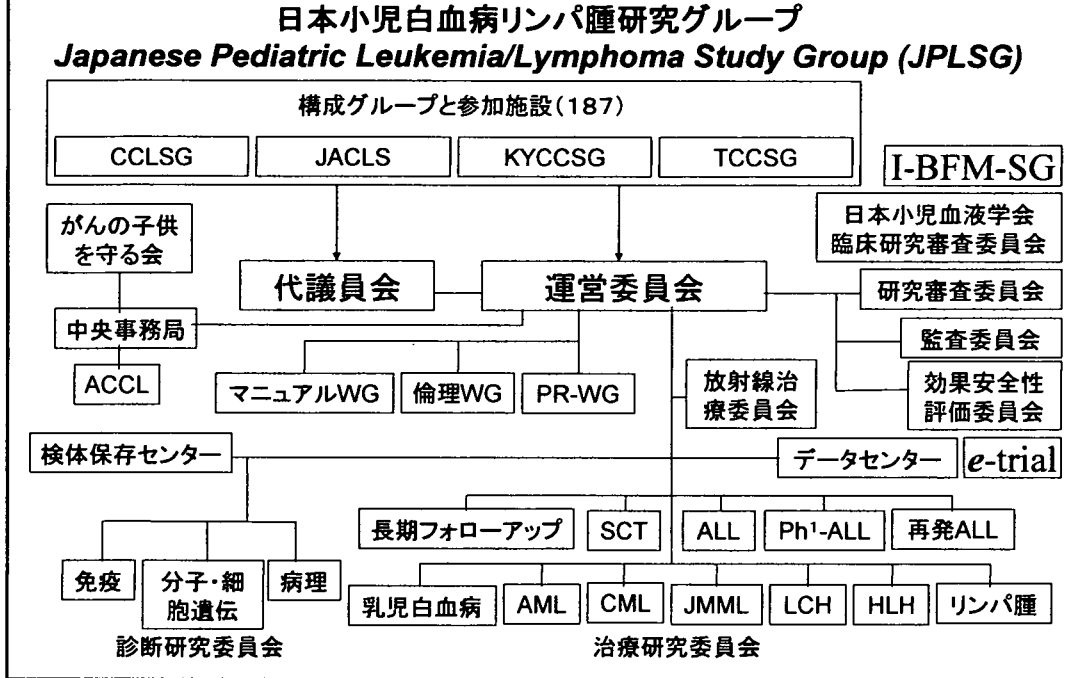 日本小児白血病リンパ腫研究グループ
Japanese Pediatric Leukemia/Lymphoma Study Group (JPLSG)
構成グループと参加施設(187)
CCLSG
JACLS
KYCCSG
TCCSG
I-BFM-SG
がんの子供
を守る会
日本小児血液学会
臨床研究審査委員会
代議員会
運営委員会
研究審査委員会
中央事務局
監査委員会
ACCL
マニュアルWG
倫理WG
PR-WG
放射線治
療委員会
効果安全性
評価委員会
検体保存センター
データセンター
e-trial
長期フォローアップ
SCT
ALL
Ph¹-ALL
再発ALL
免疫
分子・細
胞遺伝
病理
乳児白血病
AML
CML
JMML
LCH
HLH
リンパ腫
診断研究委員会
治療研究委員会